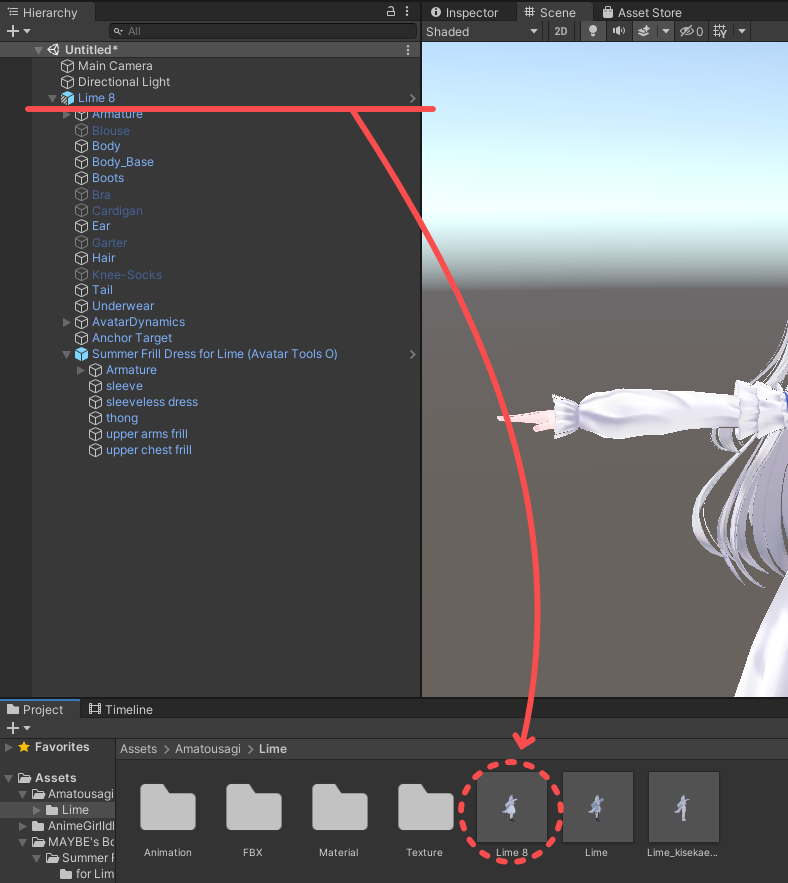 Hierarchy
All
Untitled*
Main Camera
Directional Light
Lime 8
Armature
Blouse
Body
Body_Base
Boots
Bra
Cardigan
Ear
Garter
Hair
Knee-Socks
Tail
Underwear
AvatarDynamics
Anchor Target
Summer Frill Dress for Lime (Avatar Tools O)
Armature
sleeve
sleeveless dress
thong
upper arms frill
upper chest frill
Inspector
Scene
Asset Store
Shaded
2D
0
Project
Timeline
Favorites
Assets
Amatousagi
Lime
AnimeGirlIdl
MAYBE's Bo
Summer F
for Lim
Assets > Amatousagi > Lime
Animation
FBX
Material
Texture
Lime 8
Lime
Lime_kisekae...